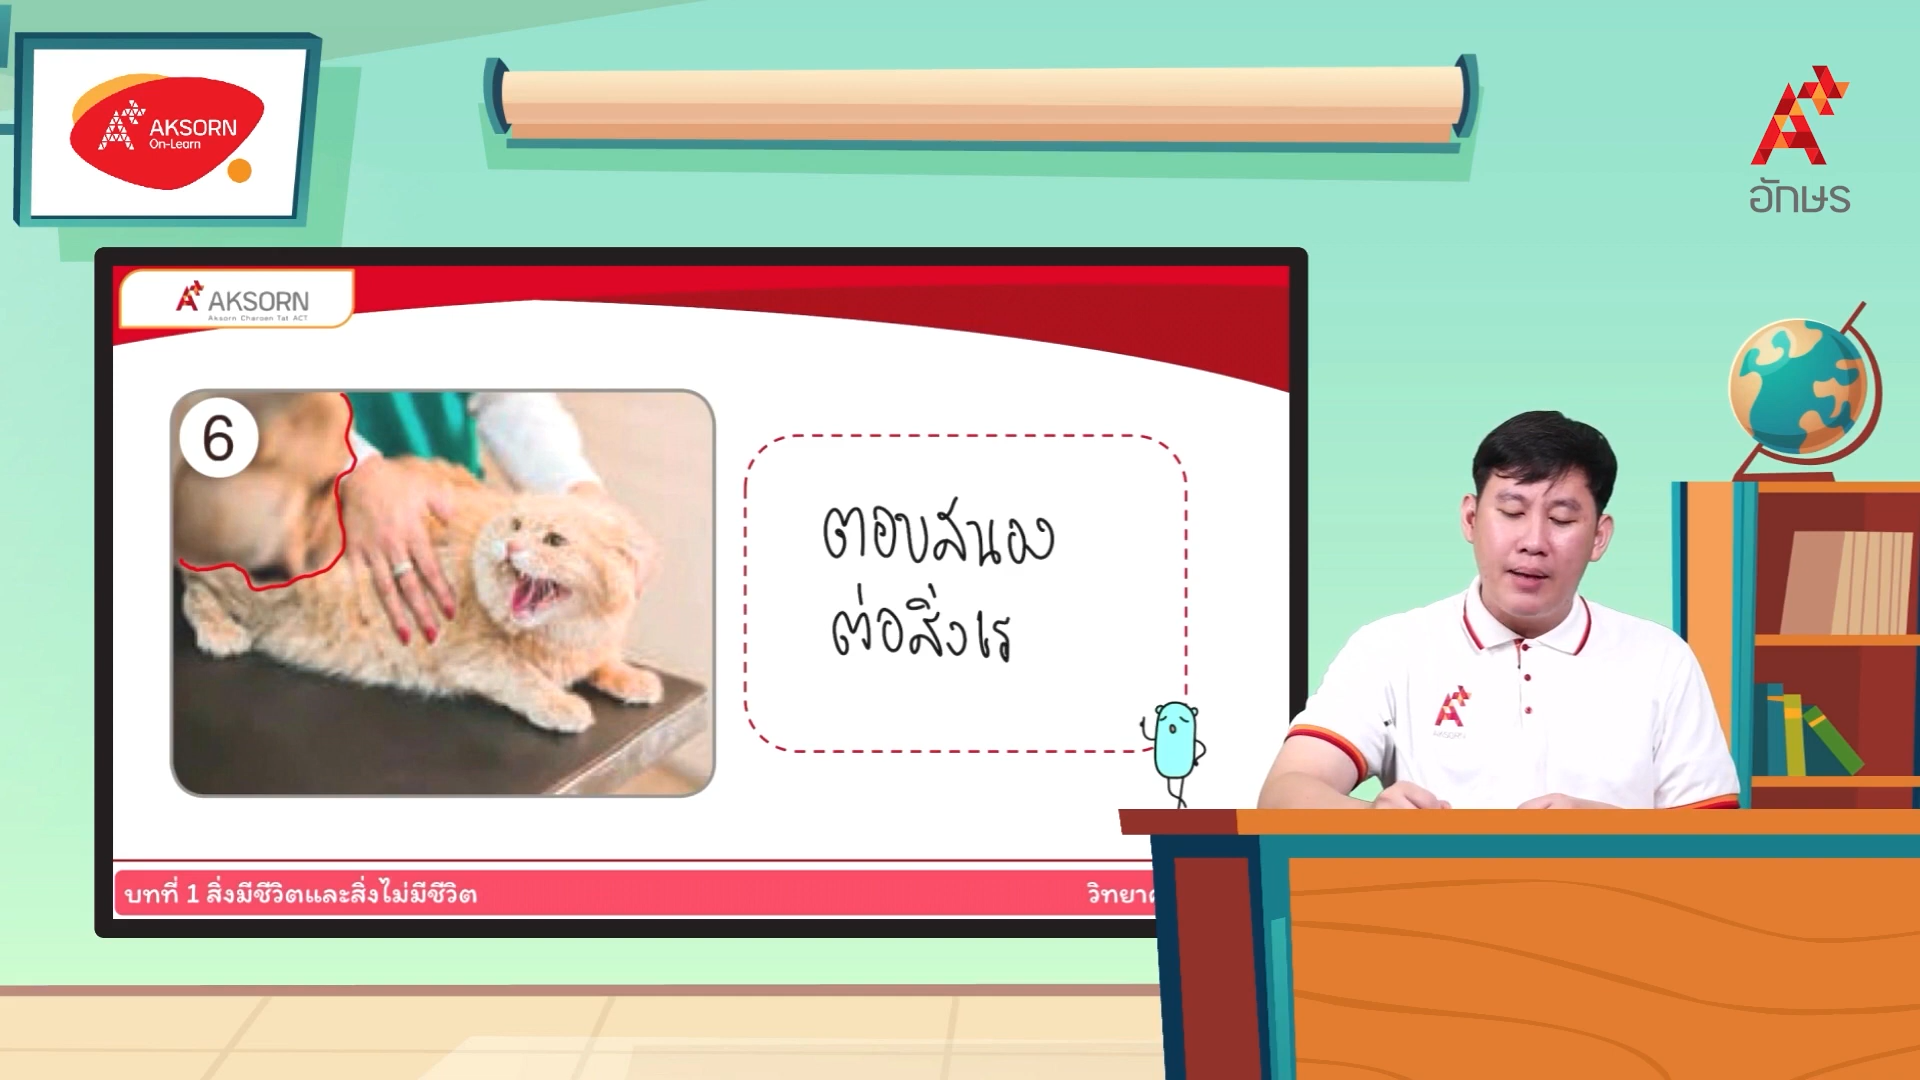 AKSORN
On-Learn
อักษร
AKSORN
Aksorn Charoen Tat ACT
6
ตอบสนอง
ต่อสิ่งเร
บทที่ 1 สิ่งมีชีวิตและสิ่งไม่มีชีวิต
วิทยา